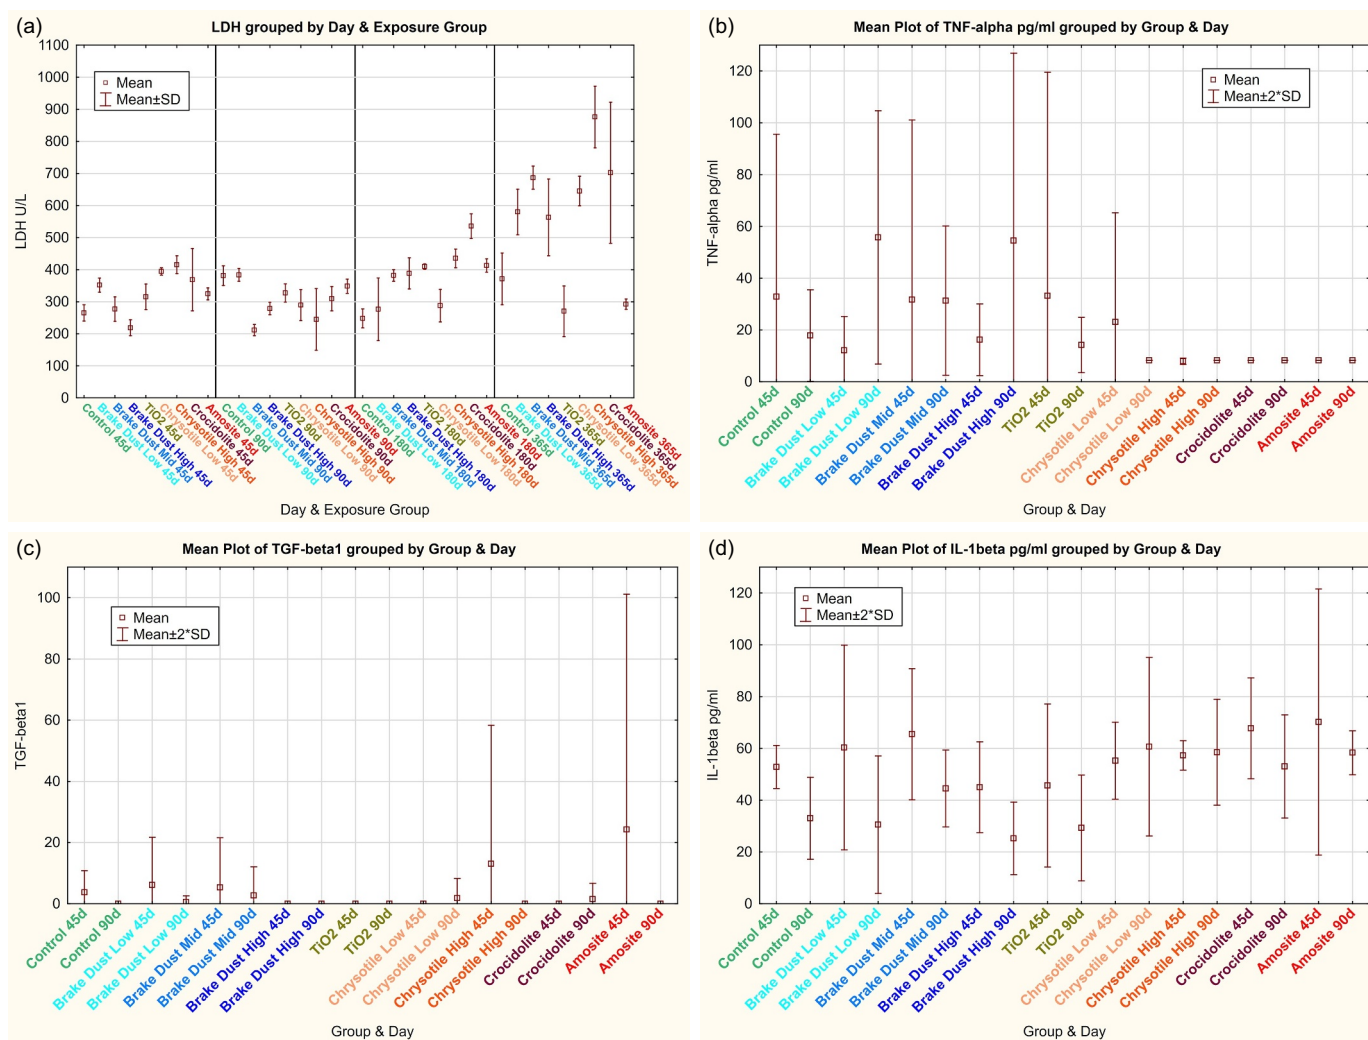 (a)
LDH grouped by Day & Exposure Group
1100
1000
900
800
700
600
500
400
300
200
100
0
LDH U/L
Mean
Mean±SD
Control 45d
Brake Dust Low 45d
Brake Dust Mid 45d
Brake Dust High 45d
TiO2 45d
Chrysotile Low 45d
Chrysotile High 45d
Crocidolite 45d
Amosite 45d
Control 90d
Brake Dust Low 90d
Brake Dust Mid 90d
Brake Dust High 90d
TiO2 90d
Chrysotile Low 90d
Chrysotile High 90d
Crocidolite 90d
Amosite 90d
Control 180d
Brake Dust Low 180d
Brake Dust Mid 180d
Brake Dust High 180d
TiO2 180d
Chrysotile Low 180d
Chrysotile High 180d
Crocidolite 180d
Amosite 180d
Control 365d
Brake Dust Low 365d
Brake Dust Mid 365d
Brake Dust High 365d
TiO2 365d
Chrysotile Low 365d
Chrysotile High 365d
Crocidolite 365d
Amosite 365d
Day & Exposure Group
(b)
Mean Plot of TNF-alpha pg/ml grouped by Group & Day
120
100
80
60
40
20
0
TNF-alpha pg/ml
Mean
Mean±2*SD
Control 45d
Control 90d
Brake Dust Low 45d
Brake Dust Low 90d
Brake Dust Mid 45d
Brake Dust Mid 90d
Brake Dust High 45d
Brake Dust High 90d
TiO2 45d
TiO2 90d
Chrysotile Low 45d
Chrysotile Low 90d
Chrysotile High 45d
Chrysotile High 90d
Crocidolite 45d
Crocidolite 90d
Amosite 45d
Amosite 90d
Group & Day
(c)
Mean Plot of TGF-beta1 grouped by Group & Day
100
80
60
40
20
0
TGF-beta1
Mean
Mean±2*SD
Control 45d
Control 90d
Brake Dust Low 45d
Brake Dust Low 90d
Brake Dust Mid 45d
Brake Dust Mid 90d
Brake Dust High 45d
Brake Dust High 90d
TiO2 45d
TiO2 90d
Chrysotile Low 45d
Chrysotile Low 90d
Chrysotile High 45d
Chrysotile High 90d
Crocidolite 45d
Crocidolite 90d
Amosite 45d
Amosite 90d
Group & Day
(d)
Mean Plot of IL-1beta pg/ml grouped by Group & Day
120
100
80
60
40
20
0
IL-1beta pg/ml
Mean
Mean±2*SD
Control 45d
Control 90d
Brake Dust Low 45d
Brake Dust Low 90d
Brake Dust Mid 45d
Brake Dust Mid 90d
Brake Dust High 45d
Brake Dust High 90d
TiO2 45d
TiO2 90d
Chrysotile Low 45d
Chrysotile Low 90d
Chrysotile High 45d
Chrysotile High 90d
Crocidolite 45d
Crocidolite 90d
Amosite 45d
Amosite 90d
Group & Day